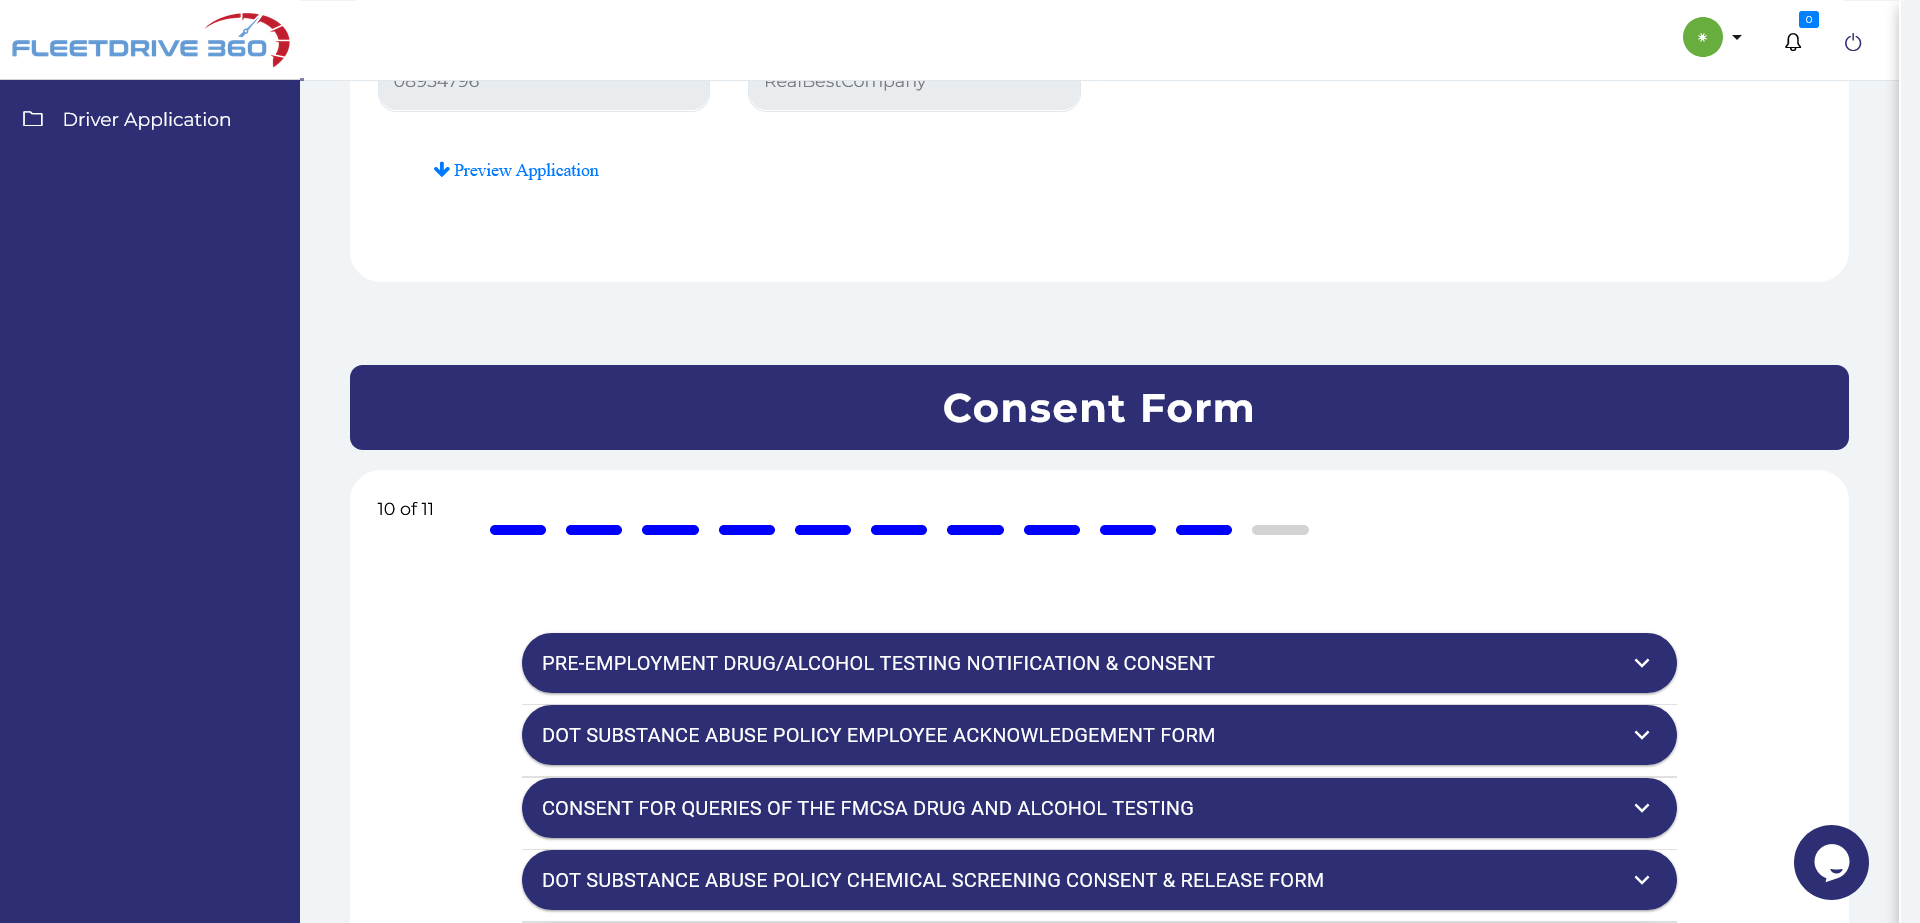 FLEETDRIVE 360
0
08934796
RealBestCompany
Driver Application
Preview Application
Consent Form
10 of 11
PRE-EMPLOYMENT DRUG/ALCOHOL TESTING NOTIFICATION & CONSENT
DOT SUBSTANCE ABUSE POLICY EMPLOYEE ACKNOWLEDGEMENT FORM
CONSENT FOR QUERIES OF THE FMCSA DRUG AND ALCOHOL TESTING
DOT SUBSTANCE ABUSE POLICY CHEMICAL SCREENING CONSENT & RELEASE FORM